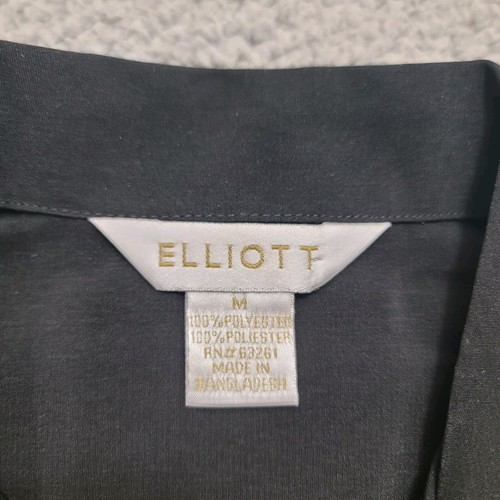 ELLIOTT
M
100%POLYESTER
100%POLIESTER
RN#63261
MADE IN
BANGLADESH